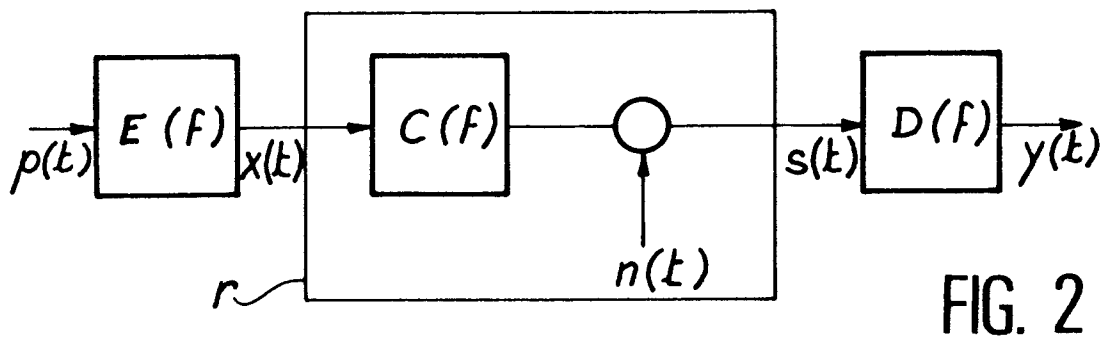 E(f)
C(f)
D(f)
p(t)
x(t)
s(t)
y(t)
n(t)
r
FIG. 2